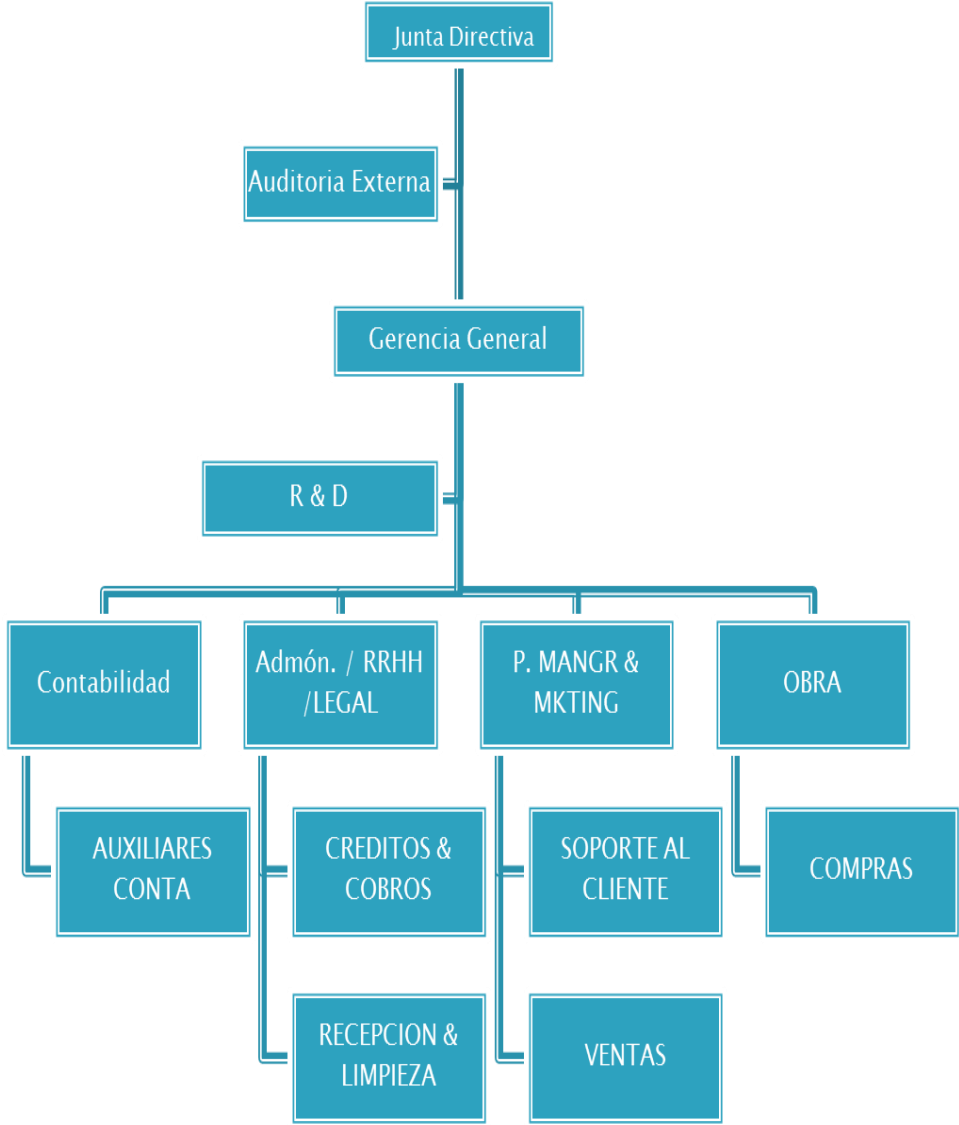 Junta Directiva
Auditoria Externa
Gerencia General
R & D
Contabilidad
Admón. / RRHH
/LEGAL
P. MANGR &
MKTING
OBRA
AUXILIARES
CONTA
CREDITOS &
COBROS
SOPORTE AL
CLIENTE
COMPRAS
RECEPCION &
LIMPIEZA
VENTAS